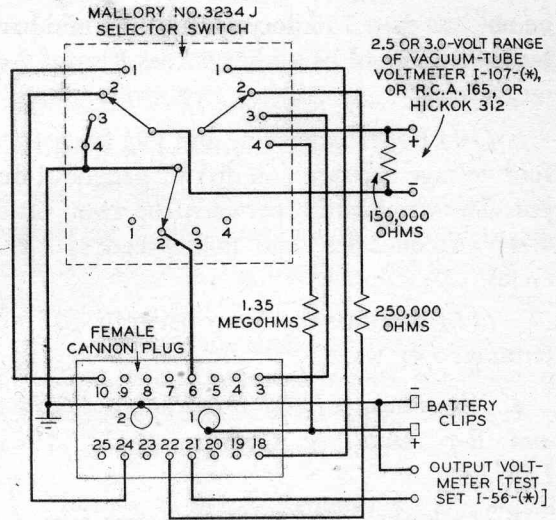 MALLORY NO.3234 J
SELECTOR SWITCH
2.5 OR 3.0-VOLT RANGE
OF VACUUM-TUBE
VOLTMETER I-107-(*),
OR R.C.A. 165, OR
HICKOK 312
1
1
2
2
3
3
4
4
+
−
150,000
OHMS
1
2
3
4
1.35
MEGOHMS
250,000
OHMS
FEMALE
CANNON PLUG
10 9 8 7 6 5 4 3
2
1
25 24 23 22 21 20 19 18
−
BATTERY
CLIPS
+
OUTPUT VOLT-
METER [TEST
SET I-56-(*)]